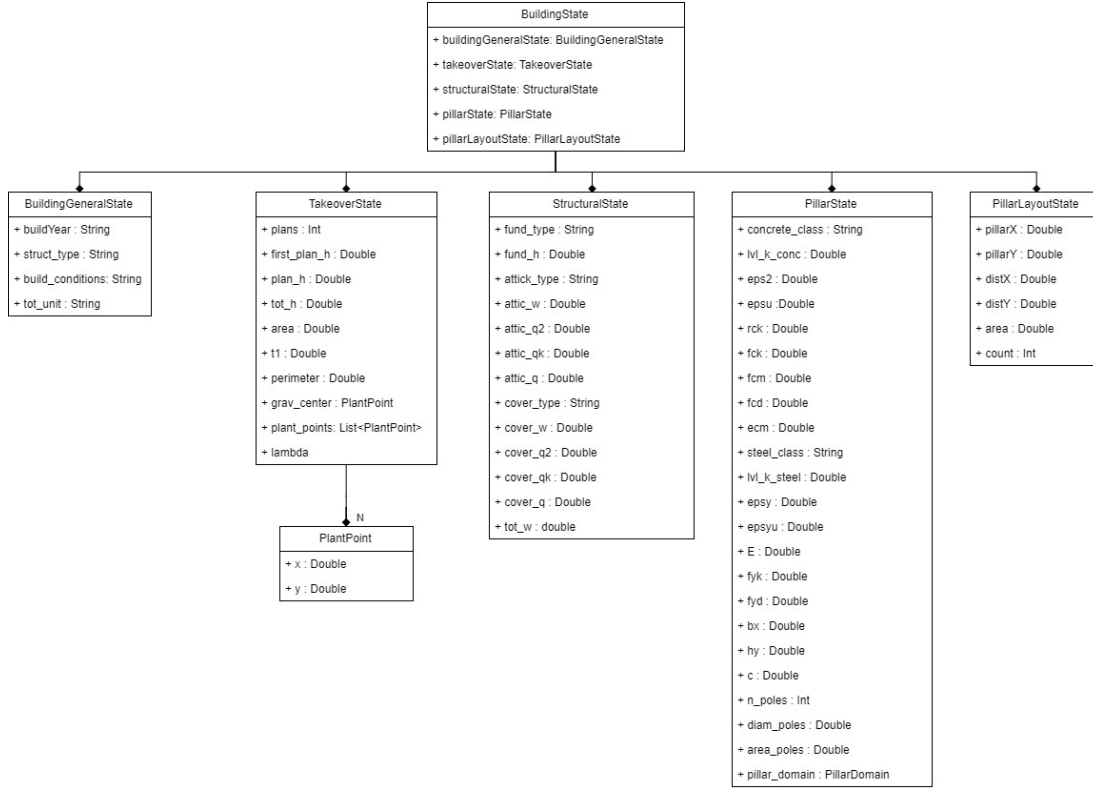 BuildingState
+ buildingGeneralState: BuildingGeneralState
+ takeoverState: TakeoverState
+ structuralState: StructuralState
+ pillarState: PillarState
+ pillarLayoutState: PillarLayoutState
BuildingGeneralState
+ buildYear : String
+ struct_type : String
+ build_conditions: String
+ tot_unit : String
TakeoverState
+ plans : Int
+ first_plan_h : Double
+ plan_h : Double
+ tot_h : Double
+ area : Double
+ t1 : Double
+ perimeter : Double
+ grav_center : PlantPoint
+ plant_points: List<PlantPoint>
+ lambda
N
PlantPoint
+ x : Double
+ y : Double
StructuralState
+ fund_type : String
+ fund_h : Double
+ attick_type : String
+ attic_w : Double
+ attic_q2 : Double
+ attic_qk : Double
+ attic_q : Double
+ cover_type : String
+ cover_w : Double
+ cover_q2 : Double
+ cover_qk : Double
+ cover_q : Double
+ tot_w : double
PillarState
+ concrete_class : String
+ lvl_k_conc : Double
+ eps2 : Double
+ epsu :Double
+ rck : Double
+ fck : Double
+ fcm : Double
+ fcd : Double
+ ecm : Double
+ steel_class : String
+ lvl_k_steel : Double
+ epsy : Double
+ epsyu : Double
+ E : Double
+ fyk : Double
+ fyd : Double
+ bx : Double
+ hy : Double
+ c : Double
+ n_poles : Int
+ diam_poles : Double
+ area_poles : Double
+ pillar_domain : PillarDomain
PillarLayoutState
+ pillarX : Double
+ pillarY : Double
+ distX : Double
+ distY : Double
+ area : Double
+ count : Int